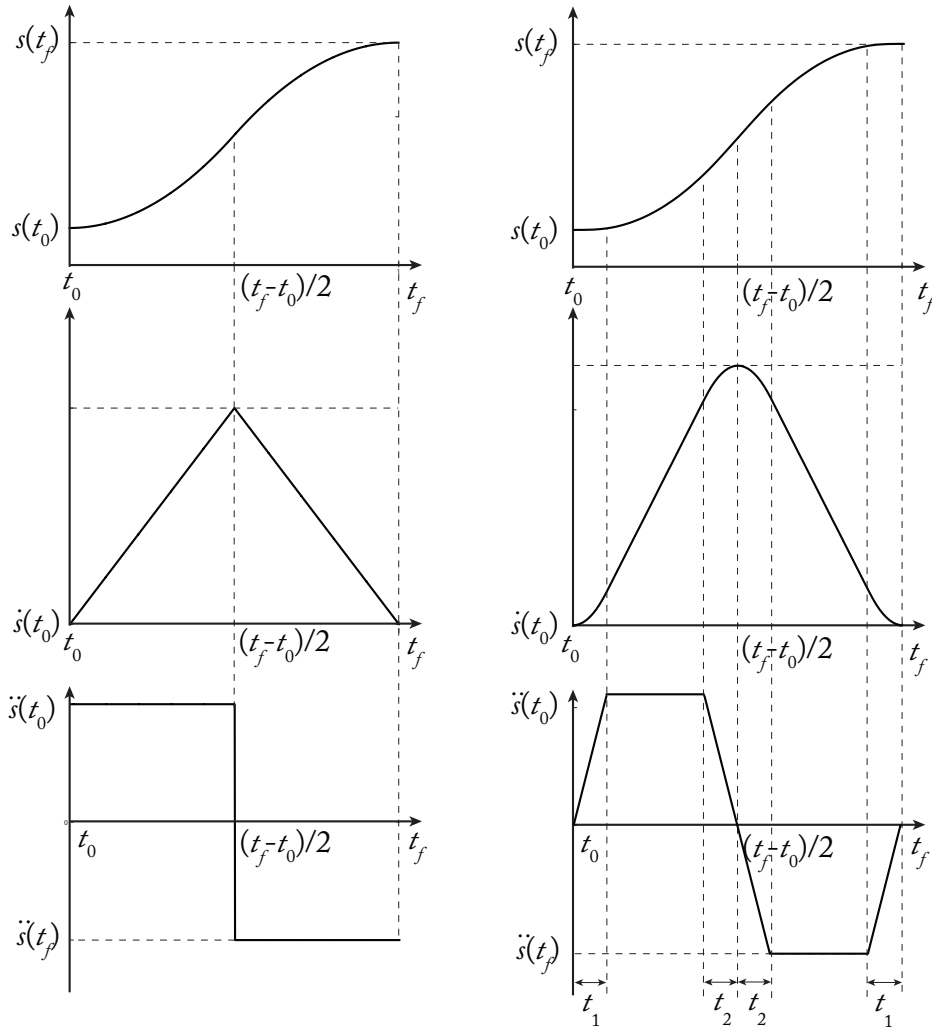 s(t_f)
s(t_0)
t_0
(t_f-t_0)/2
t_f
s(t_f)
s(t_0)
t_0
(t_f-t_0)/2
t_f
ṡ(t_0)
t_0
(t_f-t_0)/2
t_f
ṡ(t_0)
t_0
(t_f-t_0)/2
t_f
s̈(t_0)
0
t_0
(t_f-t_0)/2
t_f
s̈(t_f)
s̈(t_0)
t_0
(t_f-t_0)/2
t_f
s̈(t_f)
t_1
t_2
t_2
t_1